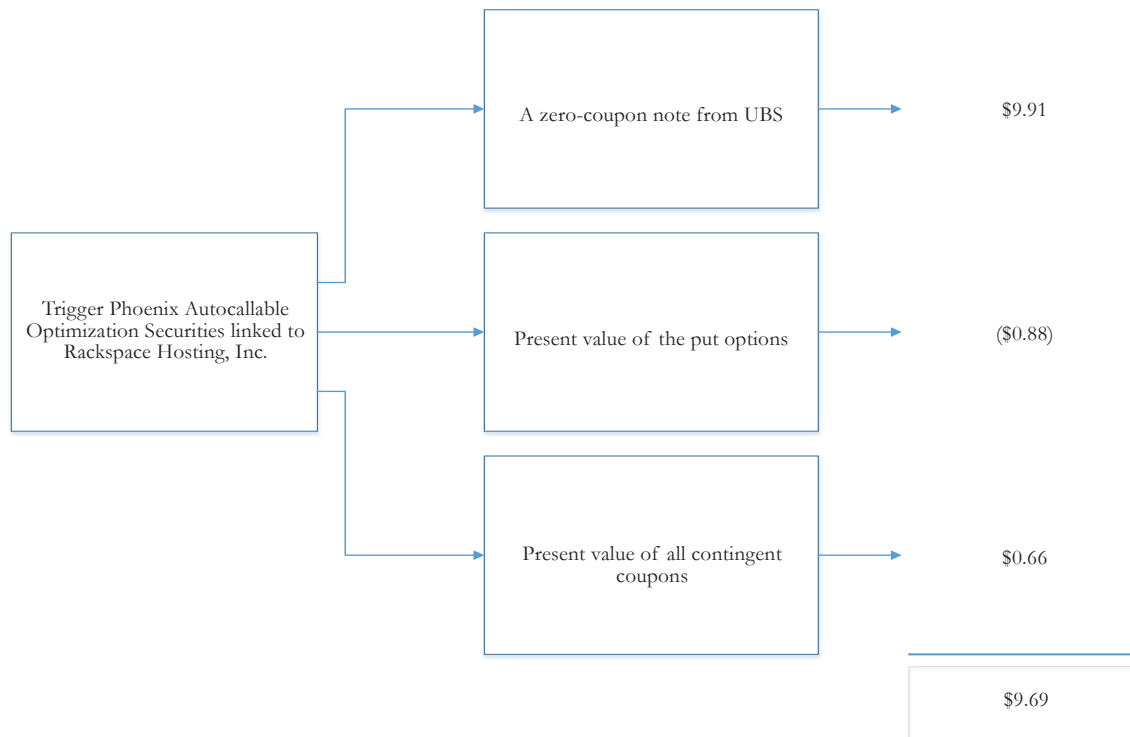 A zero-coupon note from UBS
$9.91
Trigger Phoenix Autocallable
Optimization Securities linked to
Rackspace Hosting, Inc.
Present value of the put options
($0.88)
Present value of all contingent
coupons
$0.66
$9.69